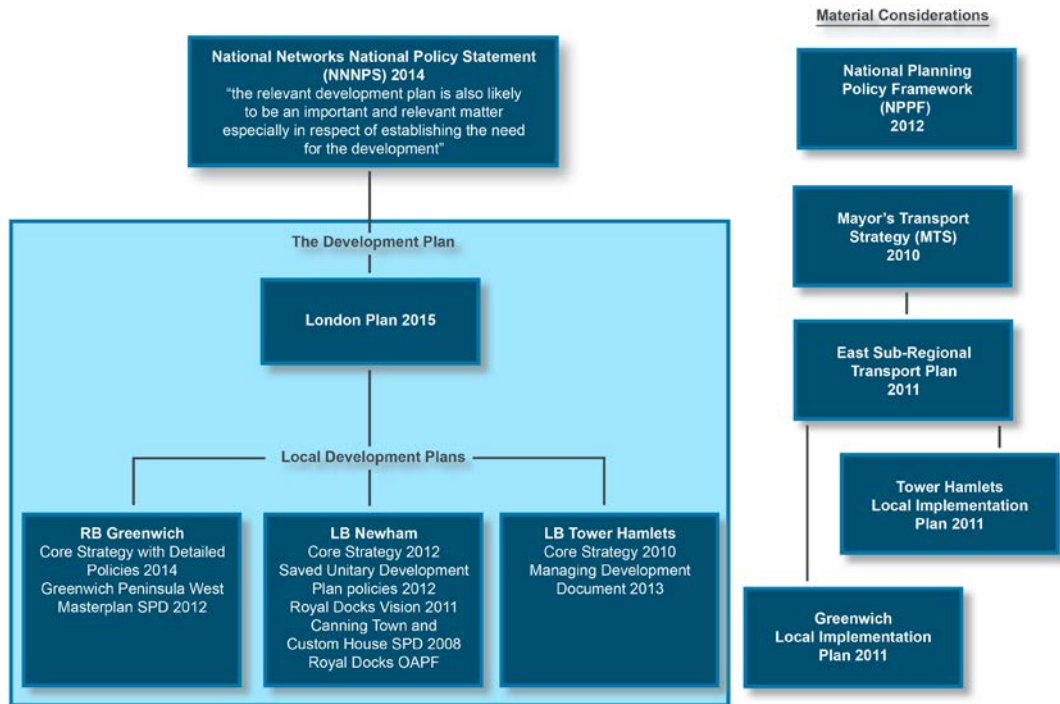 National Networks National Policy Statement
(NNNPS) 2014
“the relevant development plan is also likely
to be an important and relevant matter
especially in respect of establishing the need
for the development”
The Development Plan
London Plan 2015
Local Development Plans
RB Greenwich
Core Strategy with Detailed
Policies 2014
Greenwich Peninsula West
Masterplan SPD 2012
LB Newham
Core Strategy 2012
Saved Unitary Development
Plan policies 2012
Royal Docks Vision 2011
Canning Town and
Custom House SPD 2008
Royal Docks OAPF
LB Tower Hamlets
Core Strategy 2010
Managing Development
Document 2013
Material Considerations
National Planning
Policy Framework
(NPPF)
2012
Mayor’s Transport
Strategy (MTS)
2010
East Sub-Regional
Transport Plan
2011
Tower Hamlets
Local Implementation
Plan 2011
Greenwich
Local Implementation
Plan 2011